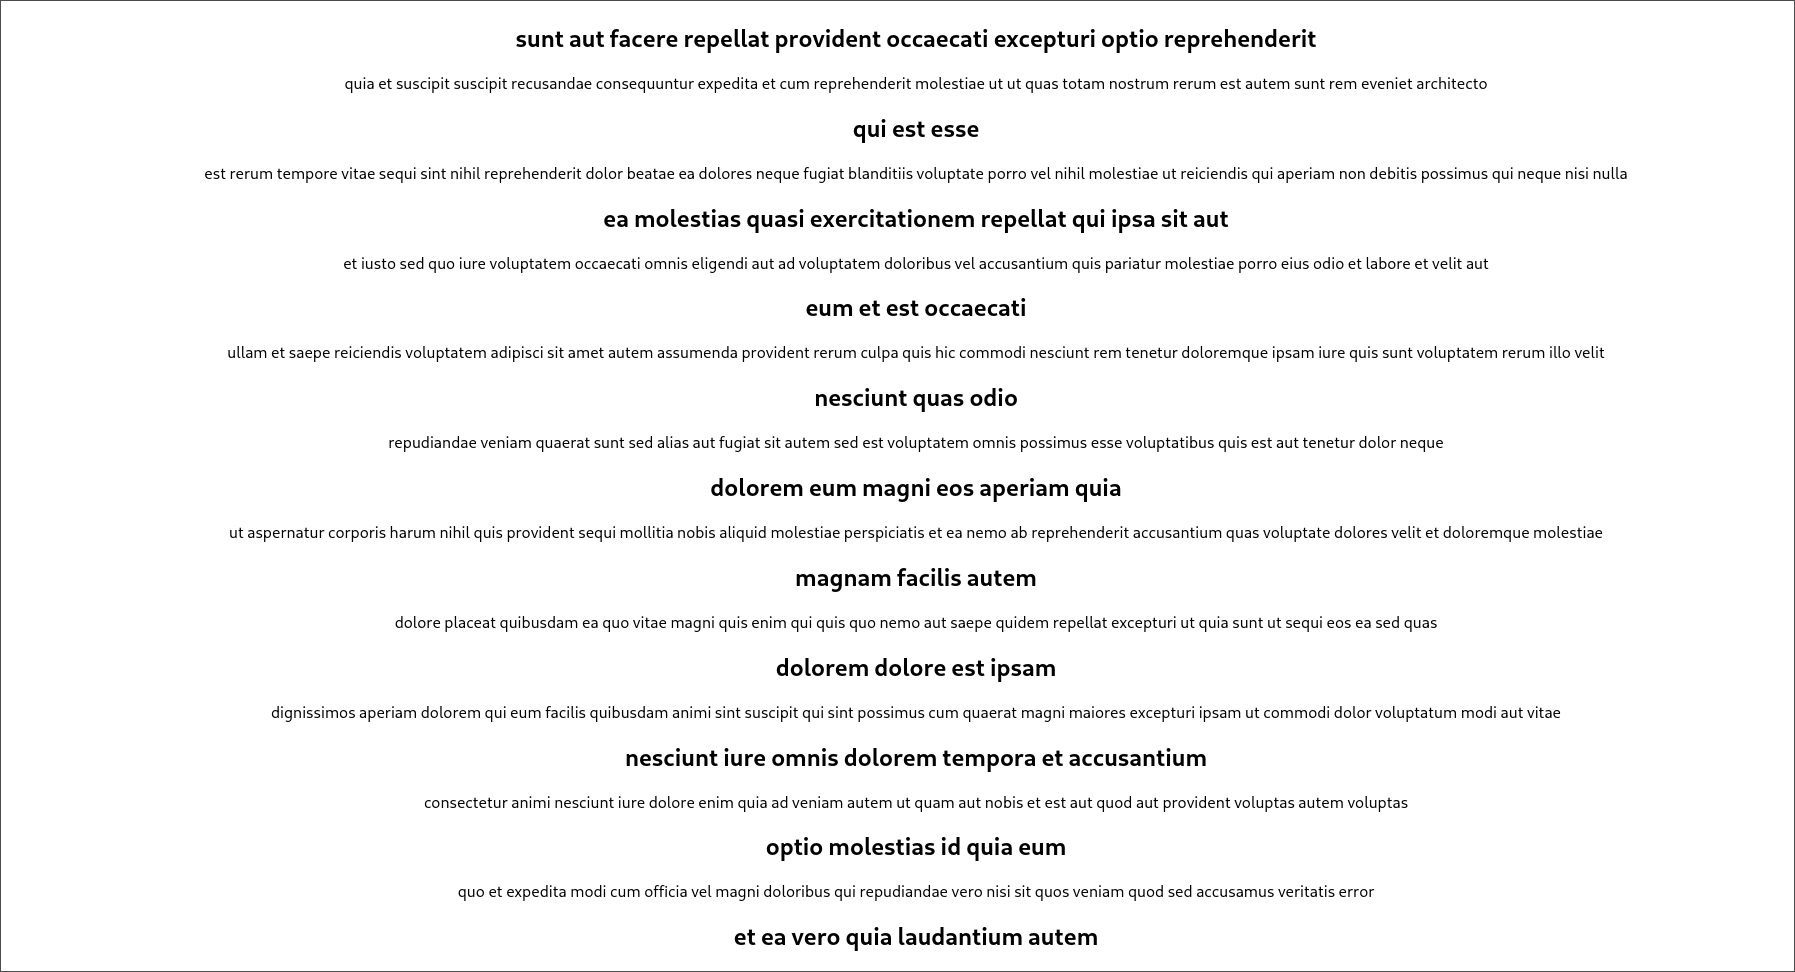 sunt aut facere repellat provident occaecati excepturi optio reprehenderit
quia et suscipit suscipit recusandae consequuntur expedita et cum reprehenderit molestiae ut ut quas totam nostrum rerum est autem sunt rem eveniet architecto
qui est esse
est rerum tempore vitae sequi sint nihil reprehenderit dolor beatae ea dolores neque fugiat blanditiis voluptate porro vel nihil molestiae ut reiciendis qui aperiam non debitis possimus qui neque nisi nulla
ea molestias quasi exercitationem repellat qui ipsa sit aut
et iusto sed quo iure voluptatem occaecati omnis eligendi aut ad voluptatem doloribus vel accusantium quis pariatur molestiae porro eius odio et labore et velit aut
eum et est occaecati
ullam et saepe reiciendis voluptatem adipisci sit amet autem assumenda provident rerum culpa quis hic commodi nesciunt rem tenetur doloremque ipsam iure quis sunt voluptatem rerum illo velit
nesciunt quas odio
repudiandae veniam quaerat sunt sed alias aut fugiat sit autem sed est voluptatem omnis possimus esse voluptatibus quis est aut tenetur dolor neque
dolorem eum magni eos aperiam quia
ut aspernatur corporis harum nihil quis provident sequi mollitia nobis aliquid molestiae perspiciatis et ea nemo ab reprehenderit accusantium quas voluptate dolores velit et doloremque molestiae
magnam facilis autem
dolore placeat quibusdam ea quo vitae magni quis enim qui quis quo nemo aut saepe quidem repellat excepturi ut quia sunt ut sequi eos ea sed quas
dolorem dolore est ipsam
dignissimos aperiam dolorem qui eum facilis quibusdam animi sint suscipit qui sint possimus cum quaerat magni maiores excepturi ipsam ut commodi dolor voluptatum modi aut vitae
nesciunt iure omnis dolorem tempora et accusantium
consectetur animi nesciunt iure dolore enim quia ad veniam autem ut quam aut nobis et est aut quod aut provident voluptas autem voluptas
optio molestias id quia eum
quo et expedita modi cum officia vel magni doloribus qui repudiandae vero nisi sit quos veniam quod sed accusamus veritatis error
et ea vero quia laudantium autem